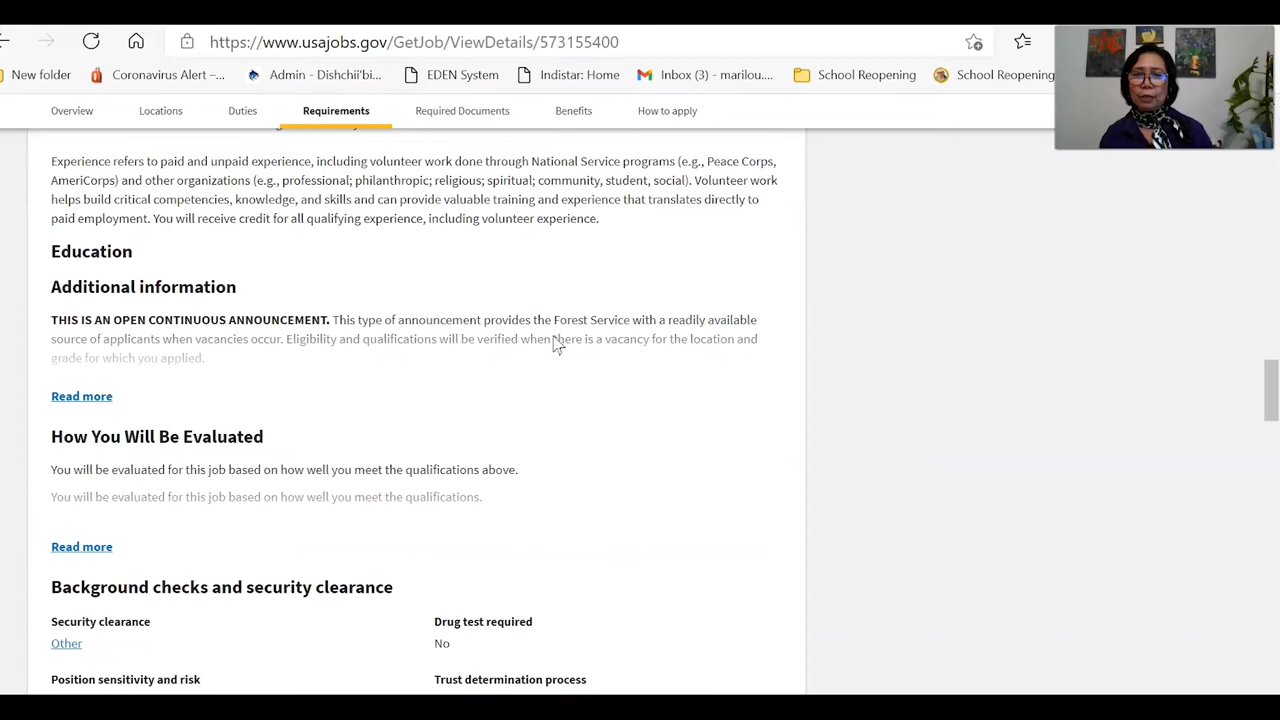 https://www.usajobs.gov/GetJob/ViewDetails/573155400
New folder Coronavirus Alert –... Admin - Dishchii'bi... EDEN System Indistar: Home Inbox (3) - marilou.... School Reopening School Reopening
Overview Locations Duties Requirements Required Documents Benefits How to apply
Experience refers to paid and unpaid experience, including volunteer work done through National Service programs (e.g., Peace Corps,
AmeriCorps) and other organizations (e.g., professional; philanthropic; religious; spiritual; community, student, social). Volunteer work
helps build critical competencies, knowledge, and skills and can provide valuable training and experience that translates directly to
paid employment. You will receive credit for all qualifying experience, including volunteer experience.
Education
Additional information
THIS IS AN OPEN CONTINUOUS ANNOUNCEMENT. This type of announcement provides the Forest Service with a readily available
source of applicants when vacancies occur. Eligibility and qualifications will be verified when there is a vacancy for the location and
grade for which you applied.
Read more
How You Will Be Evaluated
You will be evaluated for this job based on how well you meet the qualifications above.
You will be evaluated for this job based on how well you meet the qualifications.
Read more
Background checks and security clearance
Security clearance Drug test required
Other No
Position sensitivity and risk Trust determination process